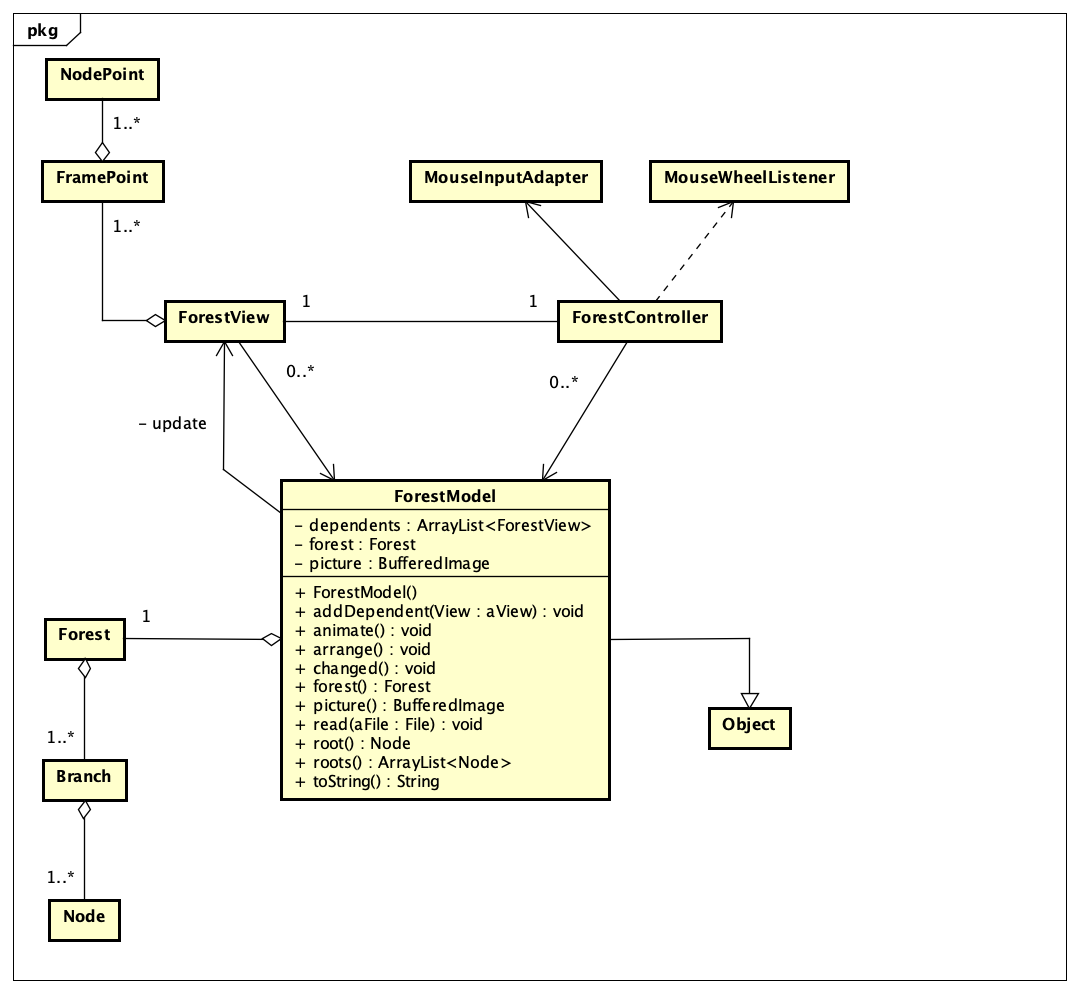 pkg
NodePoint
1..*
FramePoint
MouseInputAdapter
MouseWheelListener
1..*
ForestView
1
1
ForestController
0..*
0..*
– update
ForestModel
– dependents : ArrayList<ForestView>
– forest : Forest
– picture : BufferedImage
+ ForestModel()
+ addDependent(View : aView) : void
+ animate() : void
+ arrange() : void
+ changed() : void
+ forest() : Forest
+ picture() : BufferedImage
+ read(aFile : File) : void
+ root() : Node
+ roots() : ArrayList<Node>
+ toString() : String
1
Forest
Object
1..*
Branch
1..*
Node